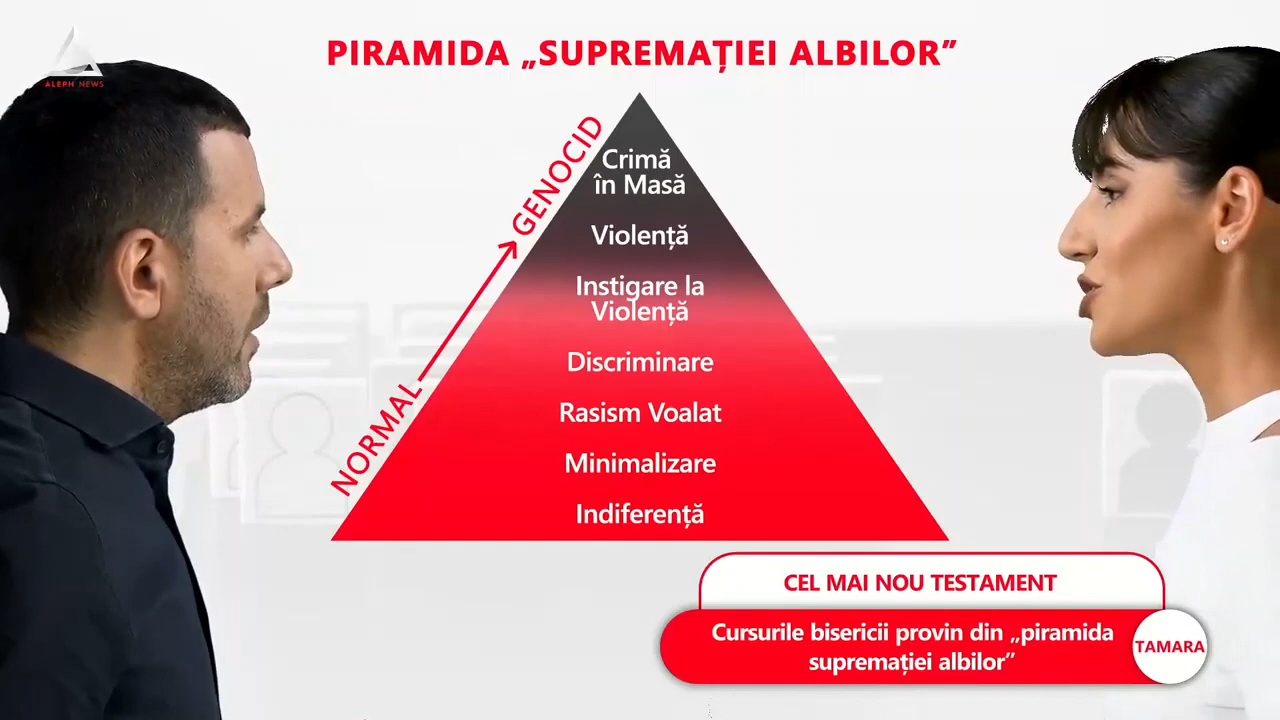 ALEPH NEWS
PIRAMIDA „SUPREMAȚIEI ALBILOR”
GENOCID
NORMAL
Crimă
în Masă
Violență
Instigare la
Violență
Discriminare
Rasism Voalat
Minimalizare
Indiferență
CEL MAI NOU TESTAMENT
Cursurile bisericii provin din „piramida
supremației albilor”
TAMARA